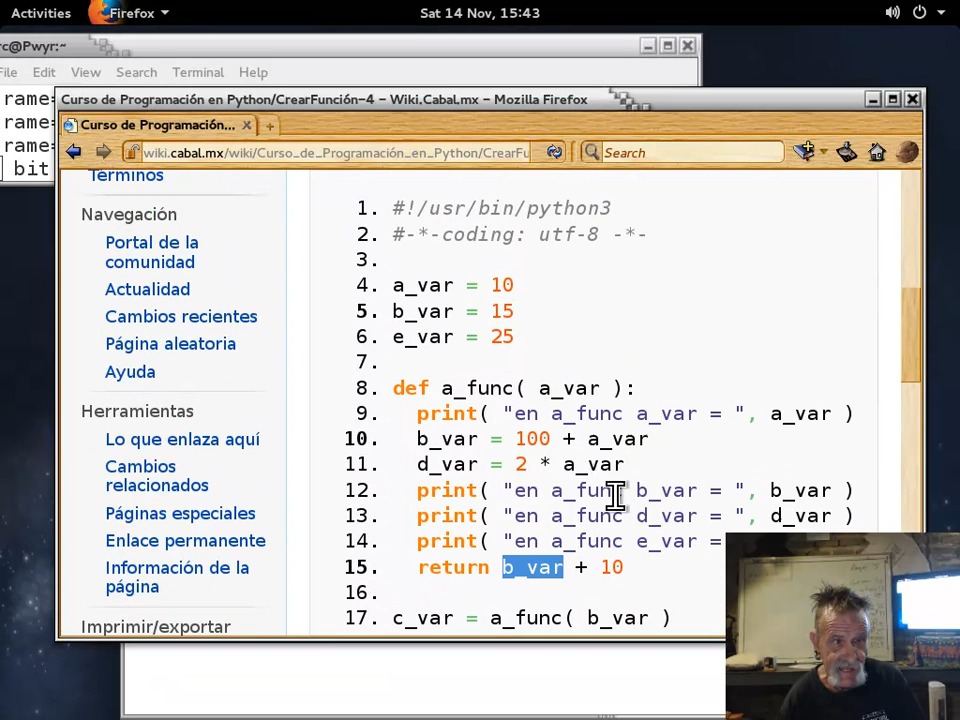 Activities Firefox Sat 14 Nov, 15:43
rc@Pwyr:~
File Edit View Search Terminal Help
rame=
rame=
rame=
bit
Curso de Programación en Python/CrearFunción-4 - Wiki.Cabal.mx - Mozilla Firefox
Curso de Programación...
wiki.cabal.mx/wiki/Curso_de_Programación_en_Python/CrearFu
Search
Términos
Navegación
Portal de la
comunidad
Actualidad
Cambios recientes
Página aleatoria
Ayuda
Herramientas
Lo que enlaza aquí
Cambios
relacionados
Páginas especiales
Enlace permanente
Información de la
página
Imprimir/exportar
1. #!/usr/bin/python3
2. #-*-coding: utf-8 -*-
3.
4. a_var = 10
5. b_var = 15
6. e_var = 25
7.
8. def a_func( a_var ):
9. print( "en a_func a_var = ", a_var )
10. b_var = 100 + a_var
11. d_var = 2 * a_var
12. print( "en a_func b_var = ", b_var )
13. print( "en a_func d_var = ", d_var )
14. print( "en a_func e_var =
15. return b_var + 10
16.
17. c_var = a_func( b_var )